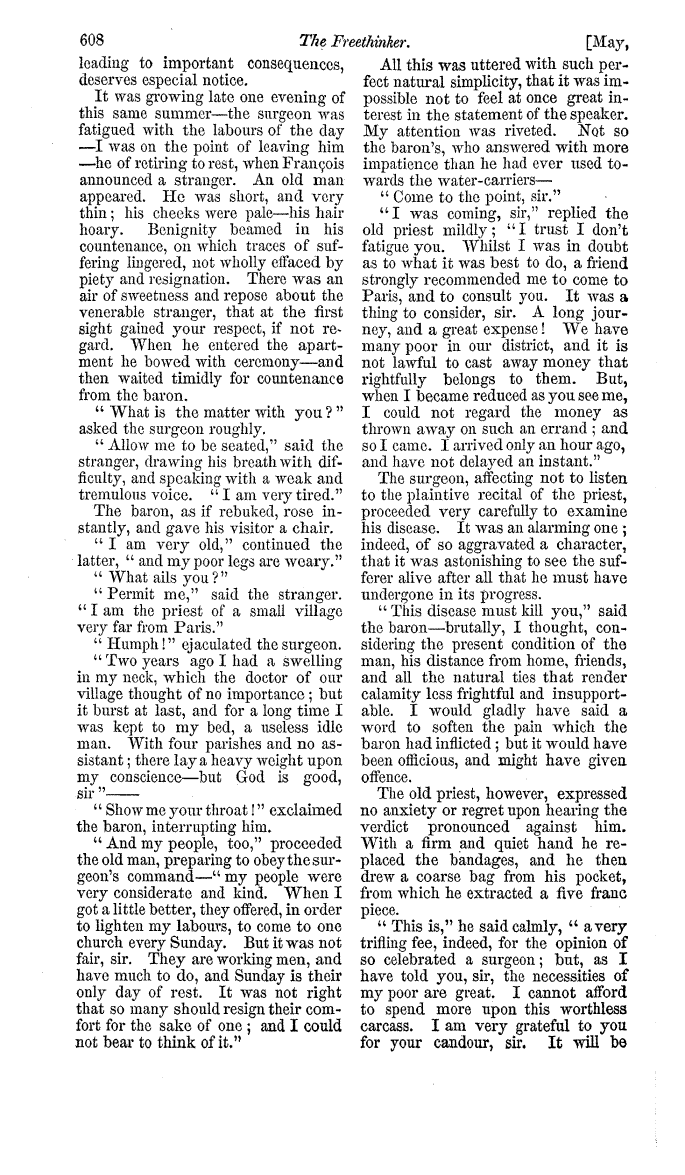 608 The Freethinker. [May,
leading to important consequences,
deserves especial notice.
It was growing late one evening of
this same summer—the surgeon was
fatigued with the labours of the day
—I was on the point of leaving him
—he of retiring to rest, when François
announced a stranger. An old man
appeared. He was short, and very
thin; his cheeks were pale—his hair
hoary. Benignity beamed in his
countenance, on which traces of suf-
fering lingered, not wholly effaced by
piety and resignation. There was an
air of sweetness and repose about the
venerable stranger, that at the first
sight gained your respect, if not re-
gard. When he entered the apart-
ment he bowed with ceremony—and
then waited timidly for countenance
from the baron.
"What is the matter with you?"
asked the surgeon roughly.
"Allow me to be seated," said the
stranger, drawing his breath with dif-
ficulty, and speaking with a weak and
tremulous voice. "I am very tired."
The baron, as if rebuked, rose in-
stantly, and gave his visitor a chair.
"I am very old," continued the
latter, "and my poor legs are weary."
"What ails you?"
"Permit me," said the stranger.
"I am the priest of a small village
very far from Paris."
"Humph!" ejaculated the surgeon.
"Two years ago I had a swelling
in my neck, which the doctor of our
village thought of no importance; but
it burst at last, and for a long time I
was kept to my bed, a useless idle
man. With four parishes and no as-
sistant; there lay a heavy weight upon
my conscience—but God is good,
sir"——
"Show me your throat!" exclaimed
the baron, interrupting him.
"And my people, too," proceeded
the old man, preparing to obey the sur-
geon's command—"my people were
very considerate and kind. When I
got a little better, they offered, in order
to lighten my labours, to come to one
church every Sunday. But it was not
fair, sir. They are working men, and
have much to do, and Sunday is their
only day of rest. It was not right
that so many should resign their com-
fort for the sake of one; and I could
not bear to think of it."
All this was uttered with such per-
fect natural simplicity, that it was im-
possible not to feel at once great in-
terest in the statement of the speaker.
My attention was riveted. Not so
the baron's, who answered with more
impatience than he had ever used to-
wards the water-carriers—
"Come to the point, sir."
"I was coming, sir," replied the
old priest mildly; "I trust I don't
fatigue you. Whilst I was in doubt
as to what it was best to do, a friend
strongly recommended me to come to
Paris, and to consult you. It was a
thing to consider, sir. A long jour-
ney, and a great expense! We have
many poor in our district, and it is
not lawful to cast away money that
rightfully belongs to them. But,
when I became reduced as you see me,
I could not regard the money as
thrown away on such an errand; and
so I came. I arrived only an hour ago,
and have not delayed an instant."
The surgeon, affecting not to listen
to the plaintive recital of the priest,
proceeded very carefully to examine
his disease. It was an alarming one;
indeed, of so aggravated a character,
that it was astonishing to see the suf-
ferer alive after all that he must have
undergone in its progress.
"This disease must kill you," said
the baron—brutally, I thought, con-
sidering the present condition of the
man, his distance from home, friends,
and all the natural ties that render
calamity less frightful and insupport-
able. I would gladly have said a
word to soften the pain which the
baron had inflicted; but it would have
been officious, and might have given
offence.
The old priest, however, expressed
no anxiety or regret upon hearing the
verdict pronounced against him.
With a firm and quiet hand he re-
placed the bandages, and he then
drew a coarse bag from his pocket,
from which he extracted a five franc
piece.
"This is," he said calmly, "a very
trifling fee, indeed, for the opinion of
so celebrated a surgeon; but, as I
have told you, sir, the necessities of
my poor are great. I cannot afford
to spend more upon this worthless
carcass. I am very grateful to you
for your candour, sir. It will be